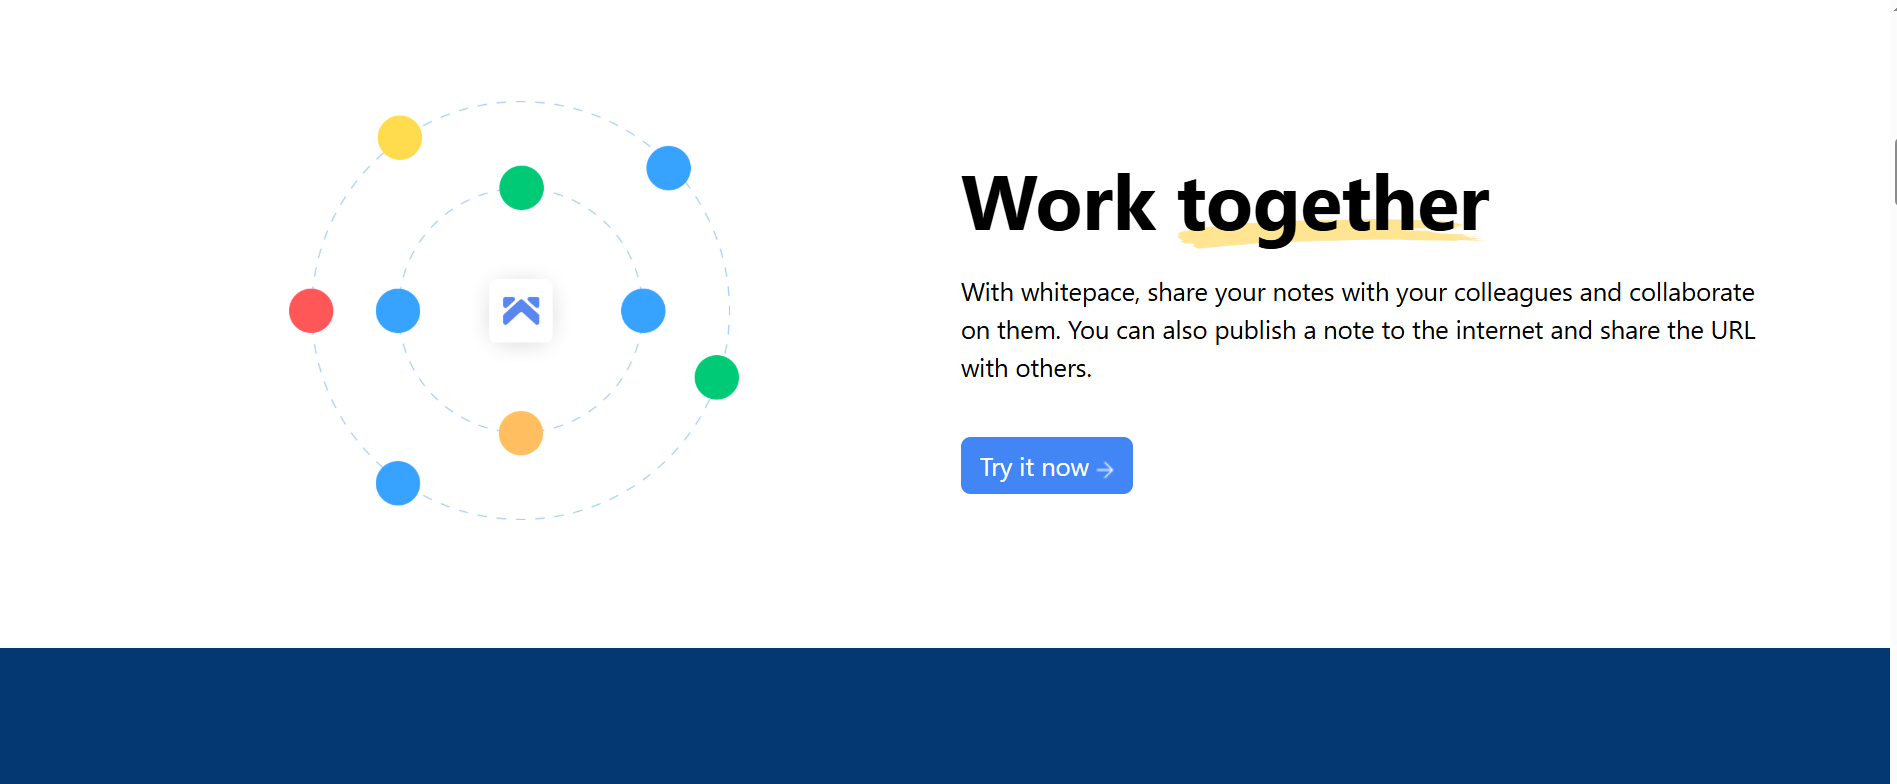 Work together
With whitepace, share your notes with your colleagues and collaborate
on them. You can also publish a note to the internet and share the URL
with others.
Try it now →